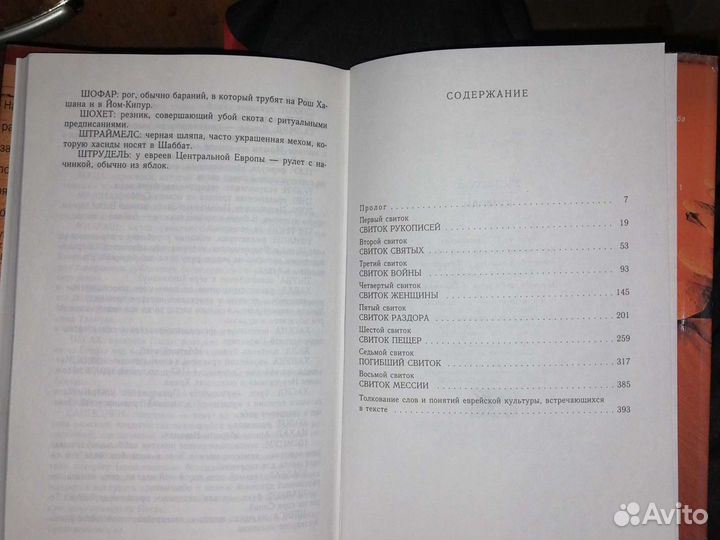 ШОФАР: рог, обычно бараний, в который трубят на Рош Ха-
шана и в Йом-Кипур.
ШОХЕТ: резник, совершающий убой скота с ритуальными
предписаниями.
ШТРАЙМЕЛС: черная шляпа, часто украшенная мехом, ко-
торую хасиды носят в Шаббат.
ШТРУДЕЛЬ: у евреев Центральной Европы — рулет с на-
чинкой, обычно из яблок.
СОДЕРЖАНИЕ
Пролог 7
Первый свиток
СВИТОК РУКОПИСЕЙ 19
Второй свиток
СВИТОК СВЯТЫХ 53
Третий свиток
СВИТОК ВОЙНЫ 93
Четвертый свиток
СВИТОК ЖЕНЩИНЫ 145
Пятый свиток
СВИТОК РАЗДОРА 201
Шестой свиток
СВИТОК ПЕЩЕР 259
Седьмой свиток
ПОГИБШИЙ СВИТОК 317
Восьмой свиток
СВИТОК МЕССИИ 385
Толкование слов и понятий еврейской культуры, встречающихся
в тексте 393
Avito